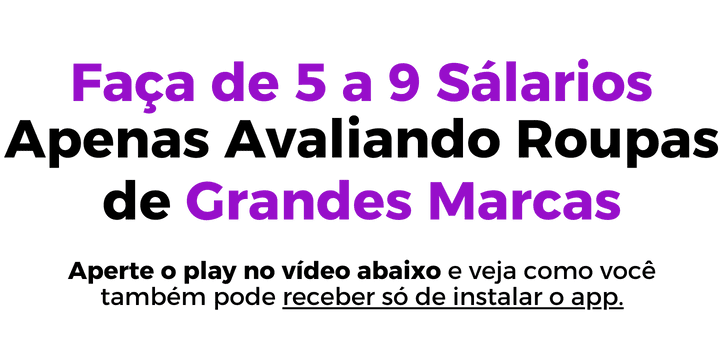 Faça de 5 a 9 Sálarios
Apenas Avaliando Roupas
de Grandes Marcas
Aperte o play no vídeo abaixo e veja como você
também pode receber só de instalar o app.